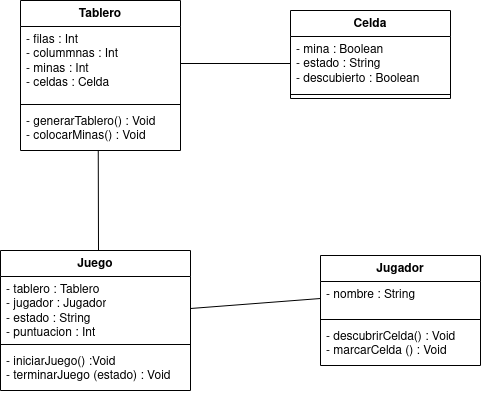 Tablero
- filas : Int
- colummnas : Int
- minas : Int
- celdas : Celda
- generarTablero() : Void
- colocarMinas() : Void
Celda
- mina : Boolean
- estado : String
- descubierto : Boolean
Juego
- tablero : Tablero
- jugador : Jugador
- estado : String
- puntuacion : Int
- iniciarJuego() :Void
- terminarJuego (estado) : Void
Jugador
- nombre : String
- descubrirCelda() : Void
- marcarCelda () : Void